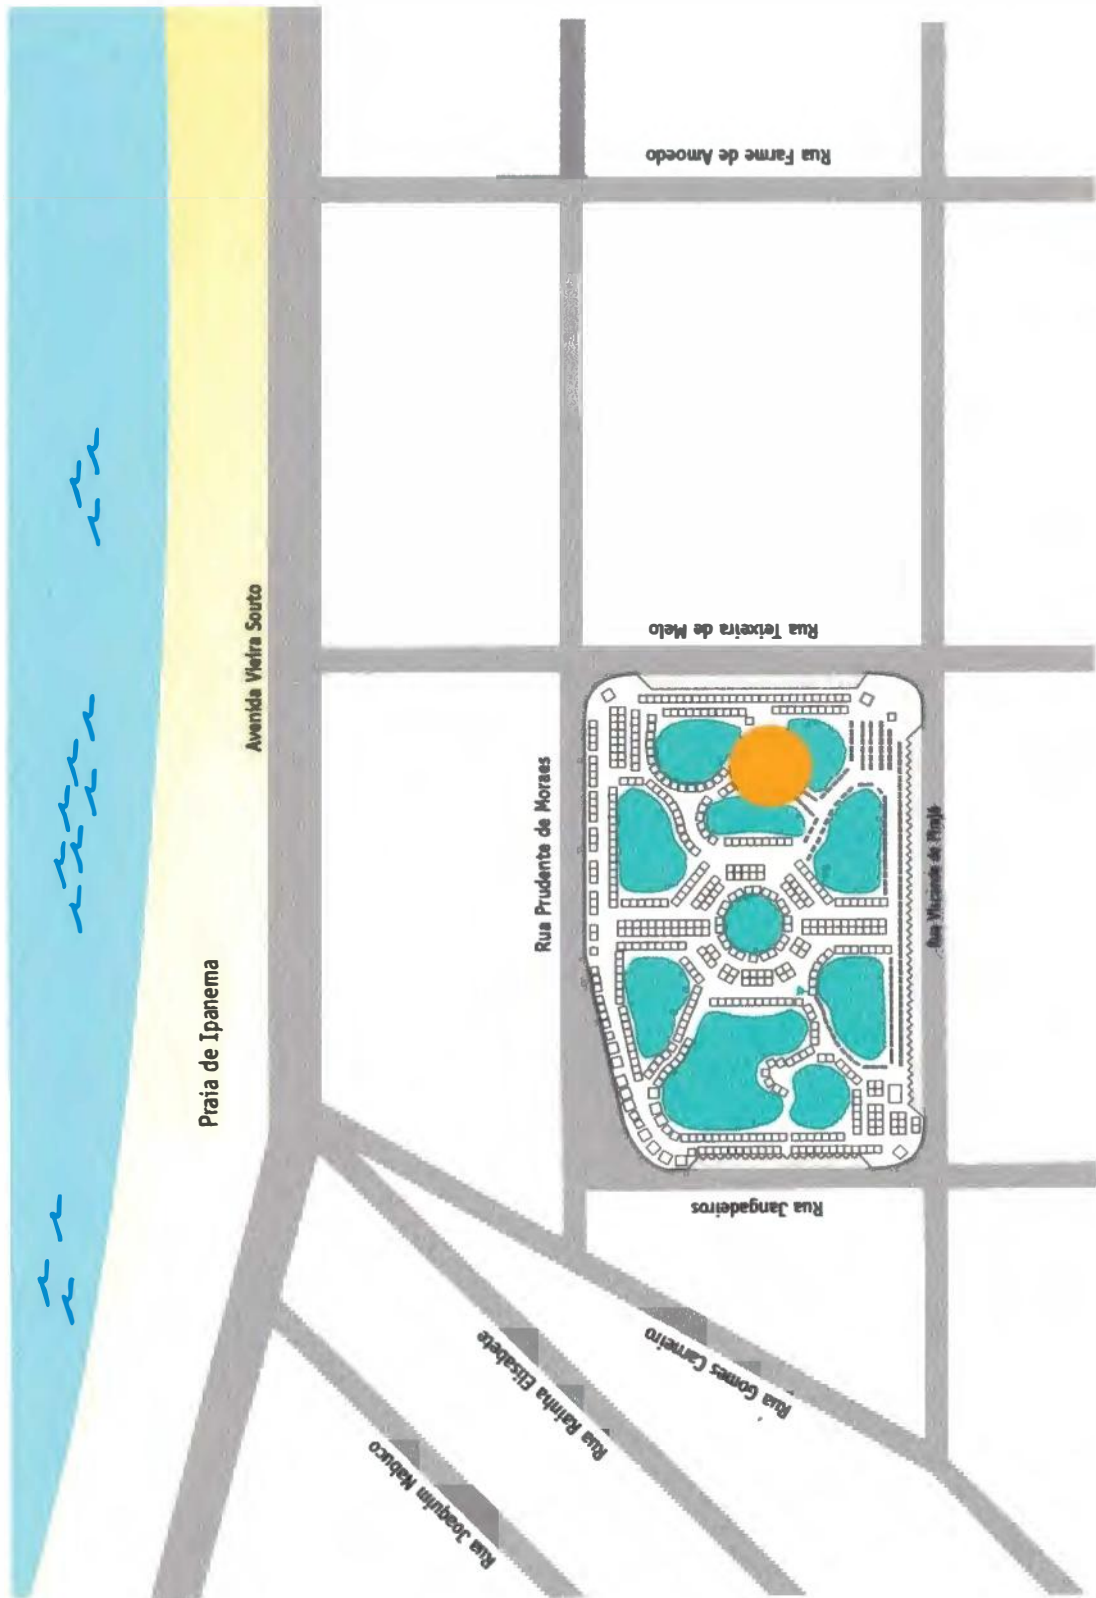 Rua Farme de Amoedo
Avenida Vieira Souto
Rua Teixeira de Melo
Rua Prudente de Moraes
Rua Visconde de Pirajá
Praia de Ipanema
Rua Jangadeiros
Rua Gomes Carneiro
Rua Rainha Elisabete
Rua Joaquim Nabuco